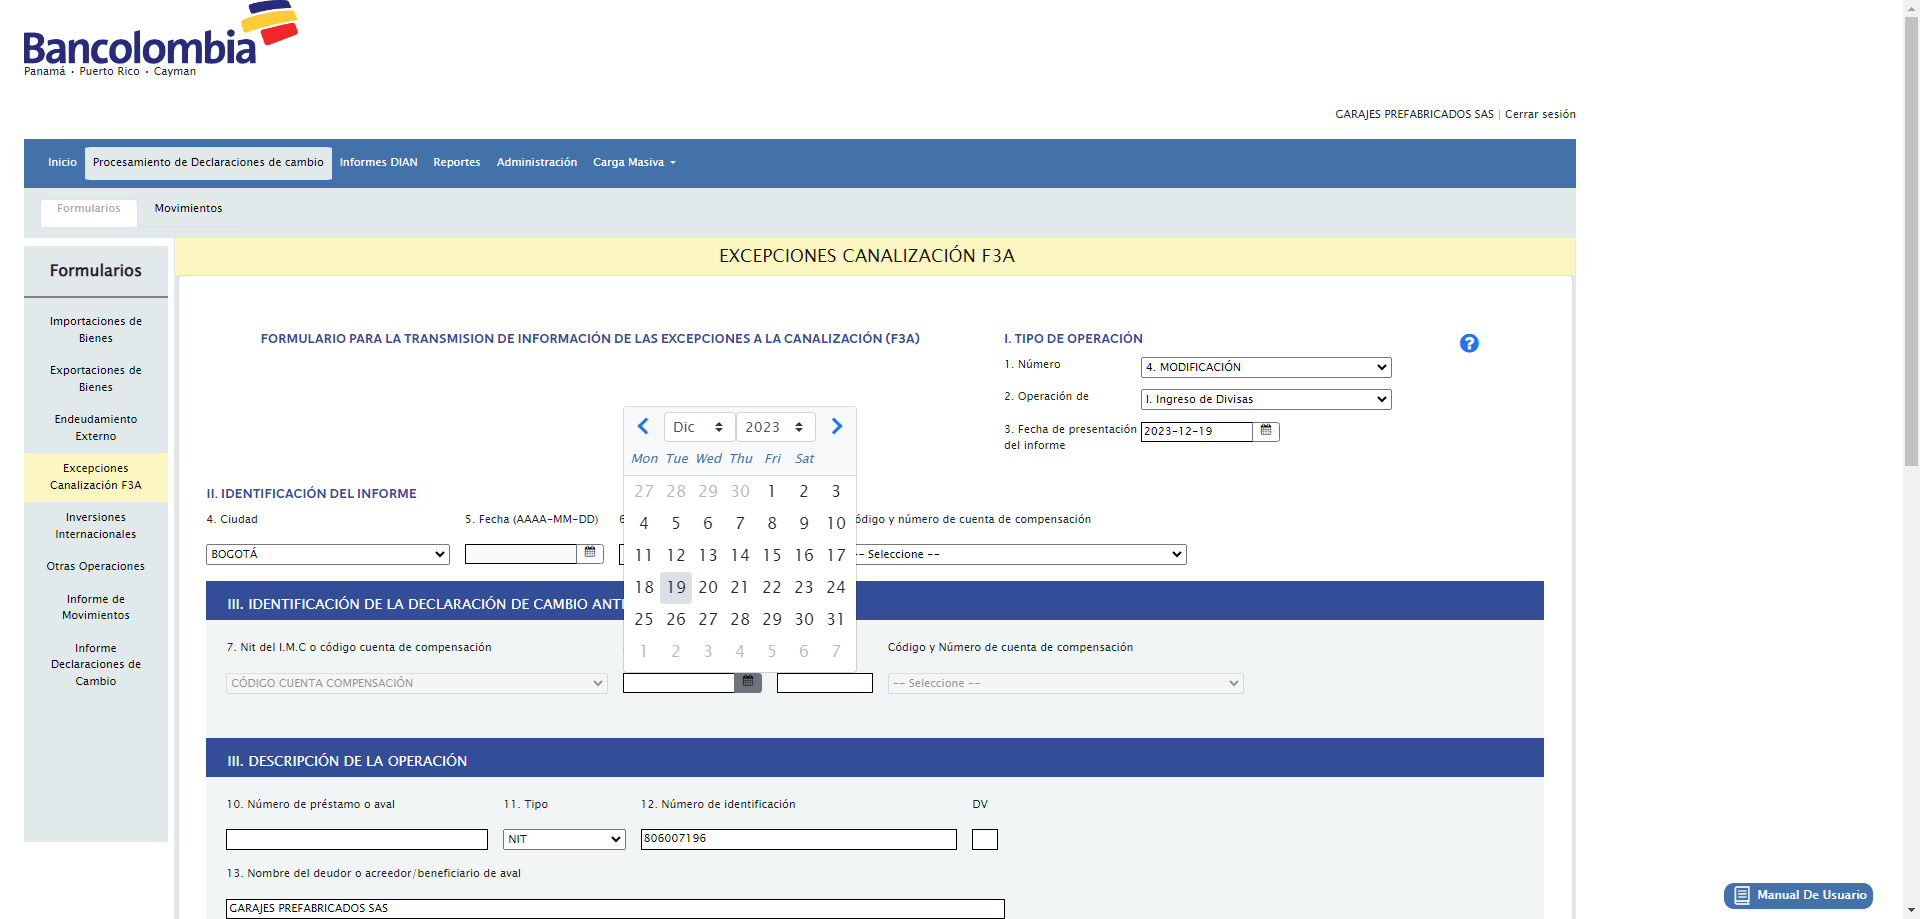 Bancolombia
Panamá • Puerto Rico • Cayman
GARAJES PREFABRICADOS SAS | Cerrar sesión
Inicio Procesamiento de Declaraciones de cambio Informes DIAN Reportes Administración Carga Masiva
Formularios Movimientos
Formularios
Importaciones de
Bienes
Exportaciones de
Bienes
Endeudamiento
Externo
Excepciones
Canalización F3A
Inversiones
Internacionales
Otras Operaciones
Informe de
Movimientos
Informe
Declaraciones de
Cambio
EXCEPCIONES CANALIZACIÓN F3A
FORMULARIO PARA LA TRANSMISION DE INFORMACIÓN DE LAS EXCEPCIONES A LA CANALIZACIÓN (F3A)
I. TIPO DE OPERACIÓN
?
1. Número 4. MODIFICACIÓN
2. Operación de I. Ingreso de Divisas
3. Fecha de presentación
del informe
2023-12-19
Dic 2023
Mon Tue Wed Thu Fri Sat
27 28 29 30 1 2 3
4 5 6 7 8 9 10
11 12 13 14 15 16 17
18 19 20 21 22 23 24
25 26 27 28 29 30 31
1 2 3 4 5 6 7
II. IDENTIFICACIÓN DEL INFORME
4. Ciudad 5. Fecha (AAAA-MM-DD) ódigo y número de cuenta de compensación
BOGOTÁ -- Seleccione --
III. IDENTIFICACIÓN DE LA DECLARACIÓN DE CAMBIO ANT
7. Nit del I.M.C o código cuenta de compensación Código y Número de cuenta de compensación
CÓDIGO CUENTA COMPENSACIÓN -- Seleccione --
III. DESCRIPCIÓN DE LA OPERACIÓN
10. Número de préstamo o aval 11. Tipo 12. Número de identificación DV
NIT 806007196
13. Nombre del deudor o acreedor/beneficiario de aval
GARAJES PREFABRICADOS SAS
Manual De Usuario